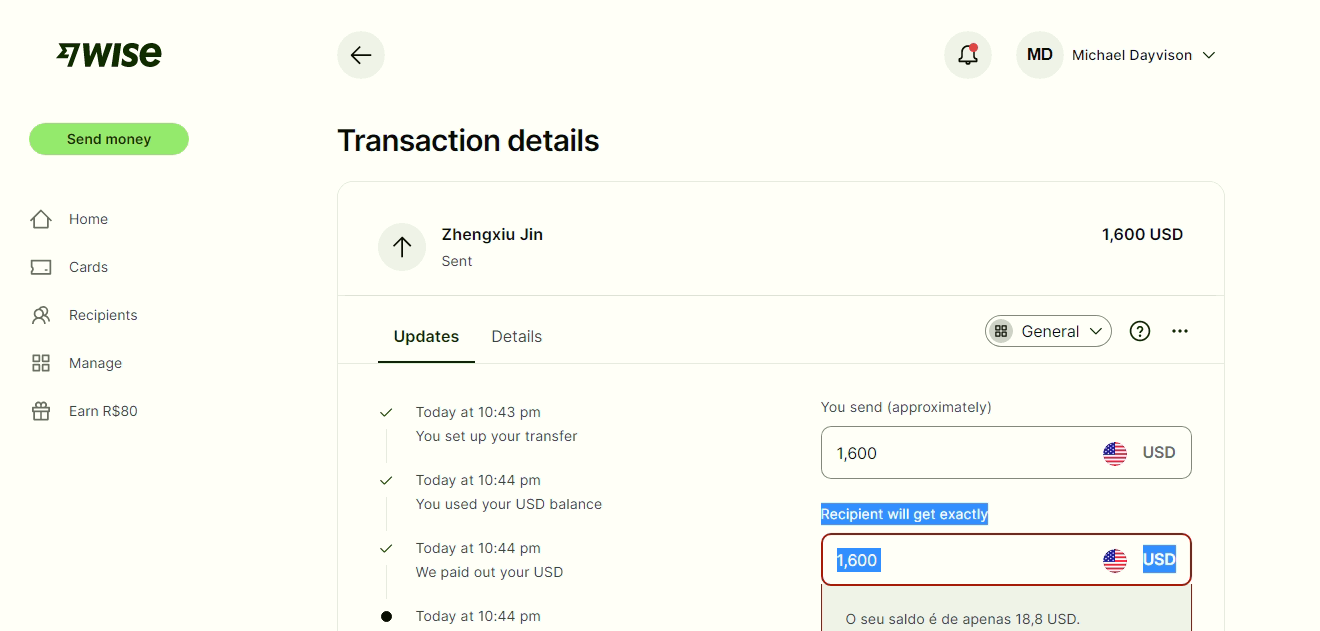 WISE
MD
Michael Dayvison
Send money
Transaction details
Home
Cards
Recipients
Manage
Earn R$80
Zhengxiu Jin
1,600 USD
Sent
Updates
Details
General
?
Today at 10:43 pm
You set up your transfer
Today at 10:44 pm
You used your USD balance
Today at 10:44 pm
We paid out your USD
Today at 10:44 pm
You send (approximately)
1,600
USD
Recipient will get exactly
1,600
USD
O seu saldo é de apenas 18,8 USD.